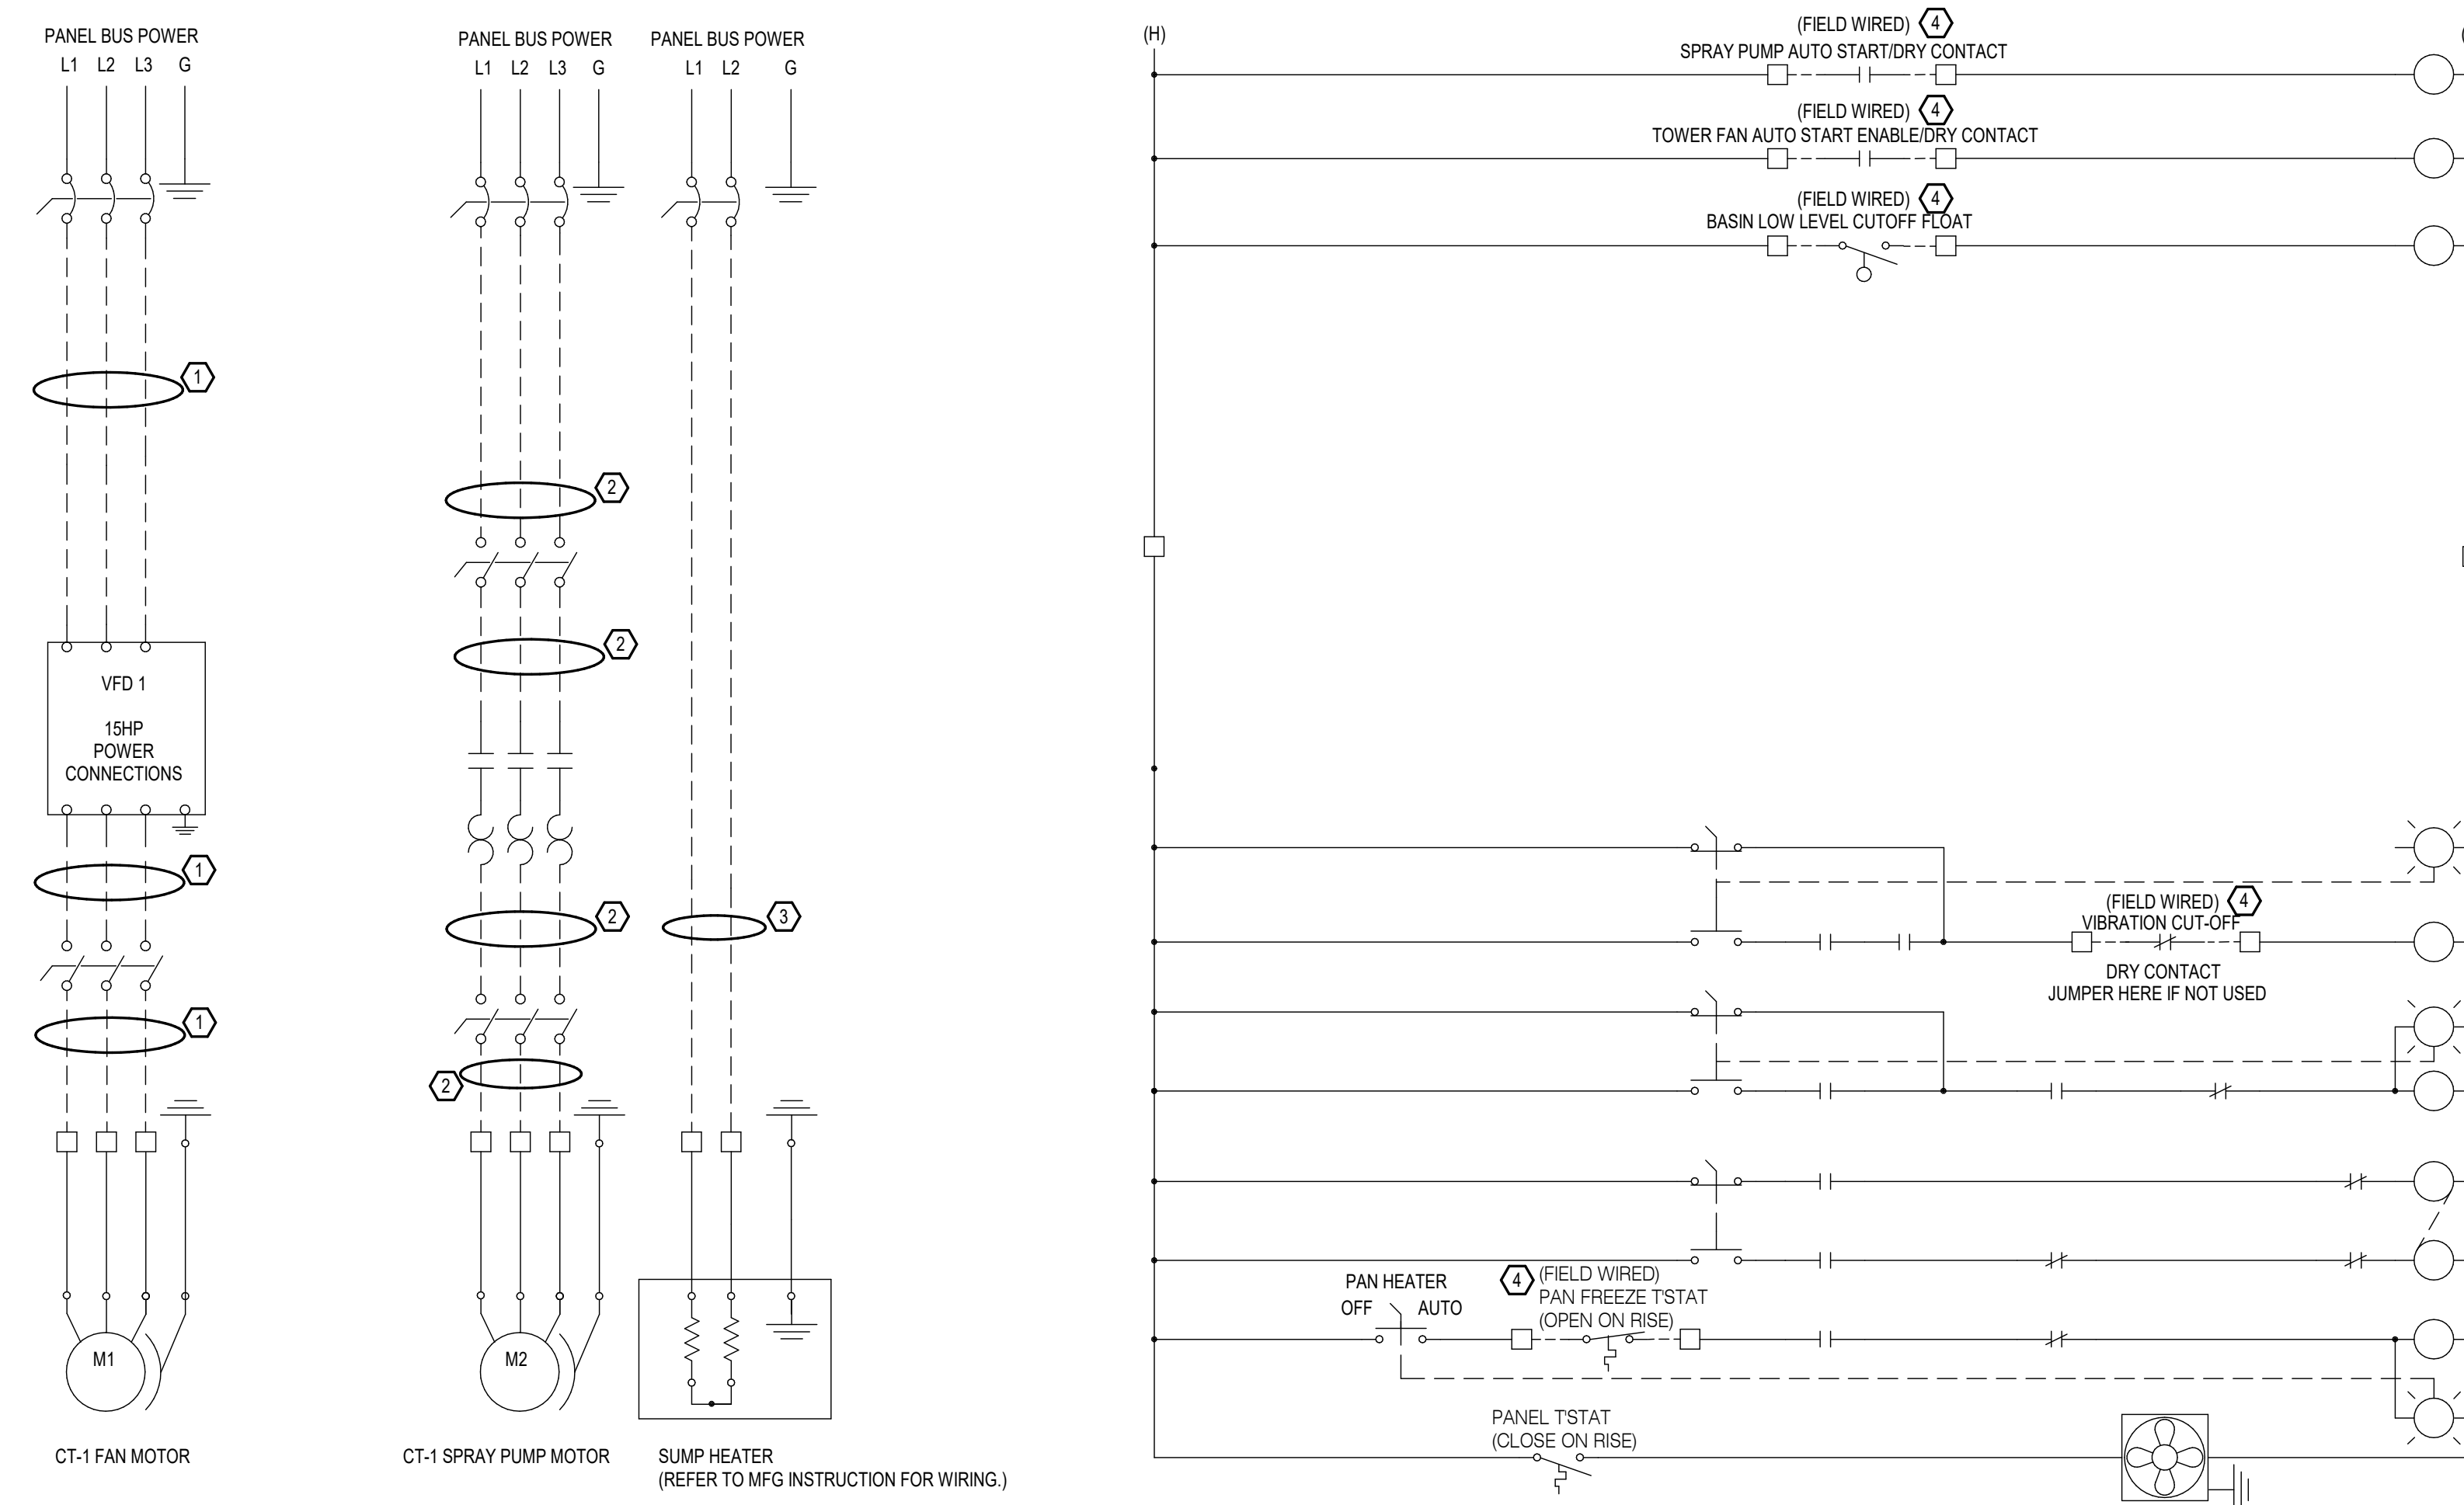 PANEL BUS POWER
L1 L2 L3 G
1
VFD 1
15HP
POWER
CONNECTIONS
1
1
M1
CT-1 FAN MOTOR
PANEL BUS POWER
L1 L2 L3 G
2
2
2
2
M2
CT-1 SPRAY PUMP MOTOR
PANEL BUS POWER
L1 L2 G
3
SUMP HEATER
(REFER TO MFG INSTRUCTION FOR WIRING.)
(H)
(FIELD WIRED) 4
SPRAY PUMP AUTO START/DRY CONTACT
(FIELD WIRED) 4
TOWER FAN AUTO START ENABLE/DRY CONTACT
(FIELD WIRED) 4
BASIN LOW LEVEL CUTOFF FLOAT
(FIELD WIRED) 4
VIBRATION CUT-OFF
DRY CONTACT
JUMPER HERE IF NOT USED
PAN HEATER
OFF AUTO
4 (FIELD WIRED)
PAN FREEZE T'STAT
(OPEN ON RISE)
PANEL T'STAT
(CLOSE ON RISE)